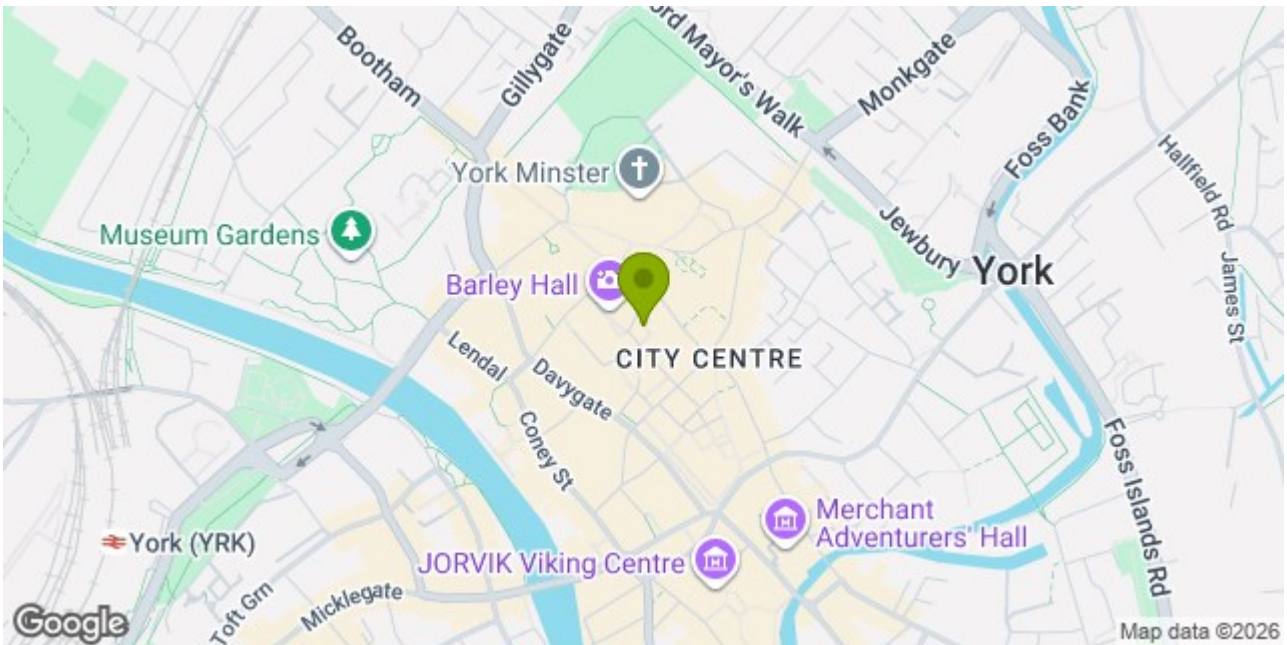 Bootham
Gillygate
ord Mayor's Walk
Monkgate
Foss Bank
Hallfield Rd
James St
York Minster
Museum Gardens
Jewbury
York
Barley Hall
CITY CENTRE
Lendal
Davygate
Coney St
Foss Islands Rd
Merchant
Adventurers' Hall
York (YRK)
JORVIK Viking Centre
Toft Grn
Micklegate
Google
Map data ©2026